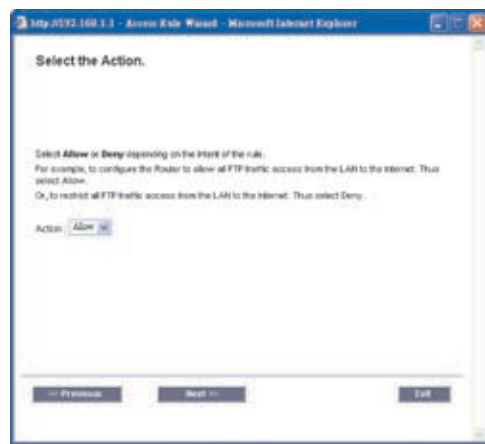 http://192.168.1.1 - Access Rule Wizard - Microsoft Internet Explorer
Select the Action.
Select Allow or Deny depending on the intent of the rule.
For example, to configure the Router to allow all FTP traffic access from the LAN to the internet. Thus
select Allow.
Or, to restrict all FTP traffic access from the LAN to the internet. Thus select Deny.
Action : Allow
<< Previous
Next >>
Exit